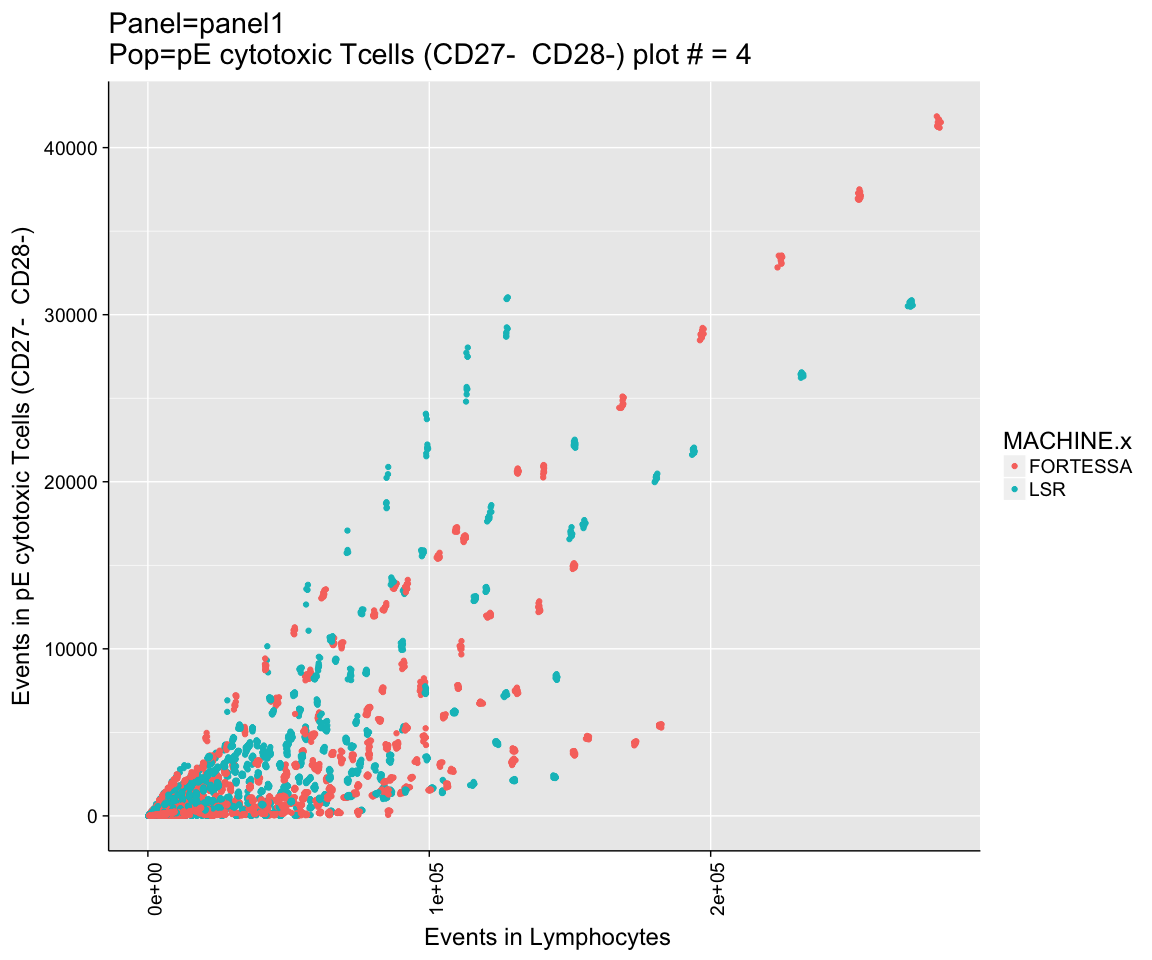 Panel=panel1
Pop=pE cytotoxic Tcells (CD27-  CD28-) plot # = 4
Events in pE cytotoxic Tcells (CD27-  CD28-)
40000
30000
20000
10000
0
0e+00
1e+05
2e+05
Events in Lymphocytes
MACHINE.x
FORTESSA
LSR